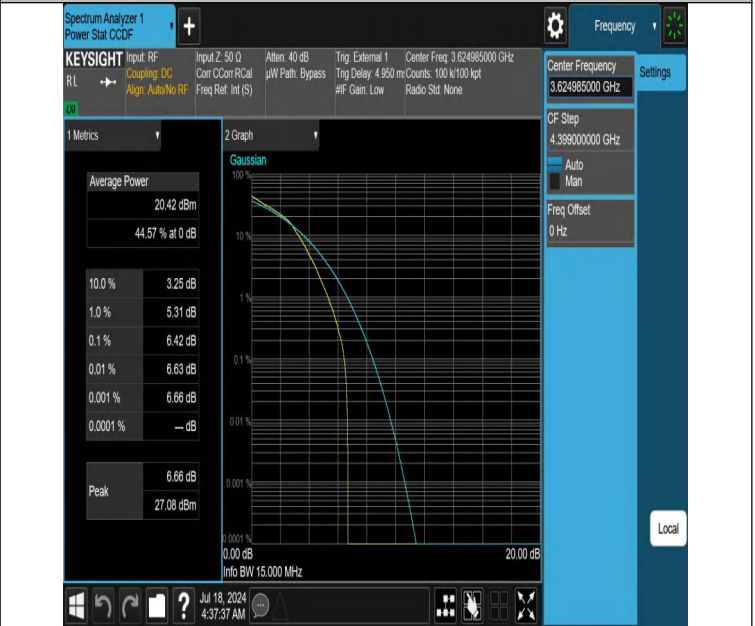 Spectrum Analyzer 1
Power Stat CCDF
+
Frequency
KEYSIGHT
RL
LXI
Input: RF
Coupling: DC
Align: Auto/No RF
Input Z: 50 Ω
Corr CCorr RCal
Freq Ref: Int (S)
Atten: 40 dB
µW Path: Bypass
Trig: External 1
Trig Delay: 4.950 ms
#IF Gain: Low
Center Freq: 3.624985000 GHz
Counts: 100 k/100 kpt
Radio Std: None
Center Frequency
3.624985000 GHz
Settings
CF Step
4.399000000 GHz
Auto
Man
Freq Offset
0 Hz
Local
1 Metrics
Average Power
20.42 dBm
44.57 % at 0 dB
10.0 % 3.25 dB
1.0 % 5.31 dB
0.1 % 6.42 dB
0.01 % 6.63 dB
0.001 % 6.66 dB
0.0001 % --- dB
Peak
6.66 dB
27.08 dBm
2 Graph
Gaussian
100 %
10 %
1 %
0.1 %
0.01 %
0.001 %
0.0001 %
0.00 dB 20.00 dB
Info BW 15.000 MHz
?
Jul 18, 2024
4:37:37 AM